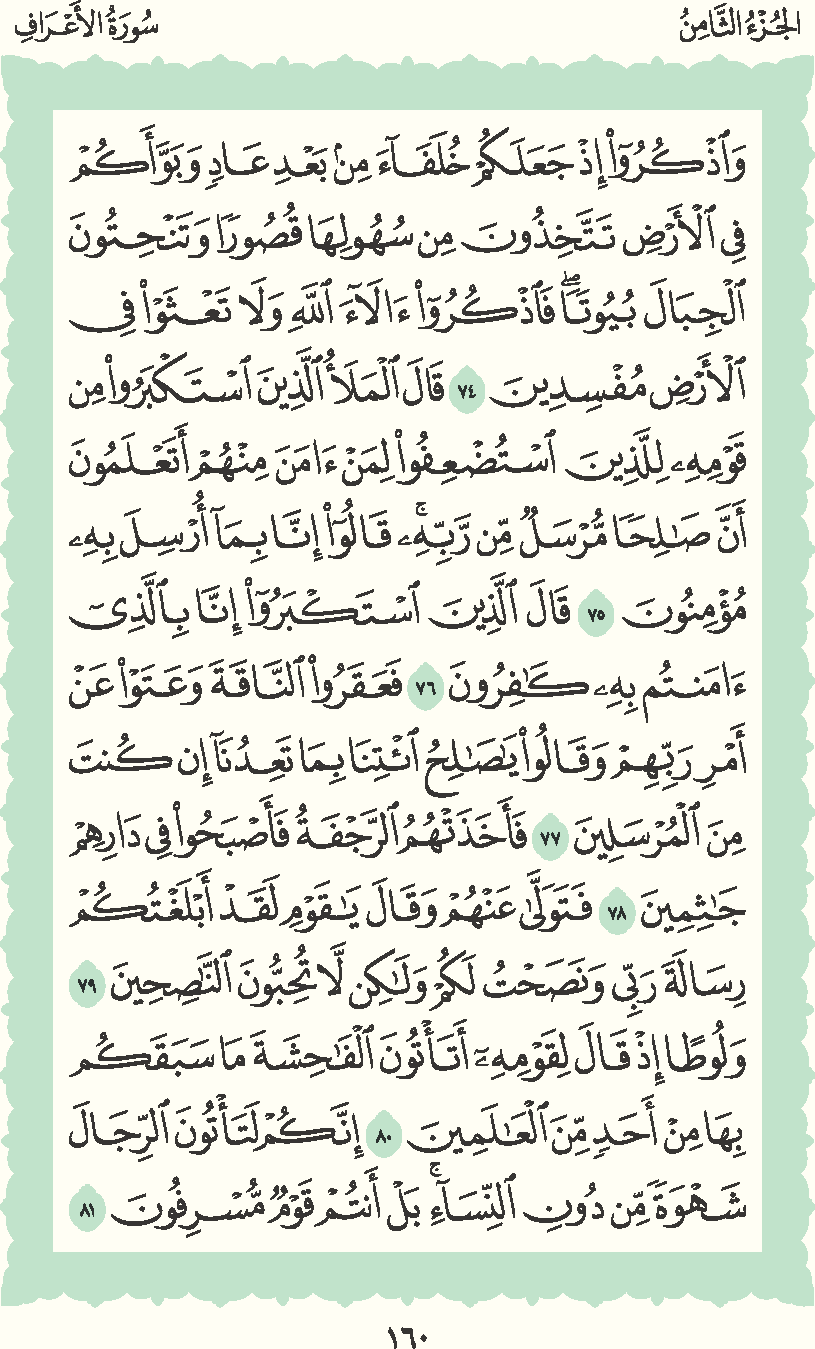 الجُزْءُ الثَّامِنُ
سُورَةُ الأَعْرَافِ
وَٱذْكُرُوٓا۟ إِذْ جَعَلَكُمْ خُلَفَآءَ مِنۢ بَعْدِ عَادٍ وَبَوَّأَكُمْ
فِى ٱلْأَرْضِ تَتَّخِذُونَ مِن سُهُولِهَا قُصُورًا وَتَنْحِتُونَ
ٱلْجِبَالَ بُيُوتًا ۖ فَٱذْكُرُوٓا۟ ءَالَآءَ ٱللَّهِ وَلَا تَعْثَوْا۟ فِى
ٱلْأَرْضِ مُفْسِدِينَ ٧٤ قَالَ ٱلْمَلَأُ ٱلَّذِينَ ٱسْتَكْبَرُوا۟ مِن
قَوْمِهِۦ لِلَّذِينَ ٱسْتُضْعِفُوا۟ لِمَنْ ءَامَنَ مِنْهُمْ أَتَعْلَمُونَ
أَنَّ صَـٰلِحًا مُّرْسَلٌ مِّن رَّبِّهِۦ ۚ قَالُوٓا۟ إِنَّا بِمَآ أُرْسِلَ بِهِۦ
مُؤْمِنُونَ ٧٥ قَالَ ٱلَّذِينَ ٱسْتَكْبَرُوٓا۟ إِنَّا بِٱلَّذِىٓ
ءَامَنتُم بِهِۦ كَـٰفِرُونَ ٧٦ فَعَقَرُوا۟ ٱلنَّاقَةَ وَعَتَوْا۟ عَنْ
أَمْرِ رَبِّهِمْ وَقَالُوا۟ يَـٰصَـٰلِحُ ٱئْتِنَا بِمَا تَعِدُنَآ إِن كُنتَ
مِنَ ٱلْمُرْسَلِينَ ٧٧ فَأَخَذَتْهُمُ ٱلرَّجْفَةُ فَأَصْبَحُوا۟ فِى دَارِهِمْ
جَـٰثِمِينَ ٧٨ فَتَوَلَّىٰ عَنْهُمْ وَقَالَ يَـٰقَوْمِ لَقَدْ أَبْلَغْتُكُمْ
رِسَالَةَ رَبِّى وَنَصَحْتُ لَكُمْ وَلَـٰكِن لَّا تُحِبُّونَ ٱلنَّـٰصِحِينَ ٧٩
وَلُوطًا إِذْ قَالَ لِقَوْمِهِۦٓ أَتَأْتُونَ ٱلْفَـٰحِشَةَ مَا سَبَقَكُم
بِهَا مِنْ أَحَدٍ مِّنَ ٱلْعَـٰلَمِينَ ٨٠ إِنَّكُمْ لَتَأْتُونَ ٱلرِّجَالَ
شَهْوَةً مِّن دُونِ ٱلنِّسَآءِ ۚ بَلْ أَنتُمْ قَوْمٌ مُّسْرِفُونَ ٨١
١٦٠